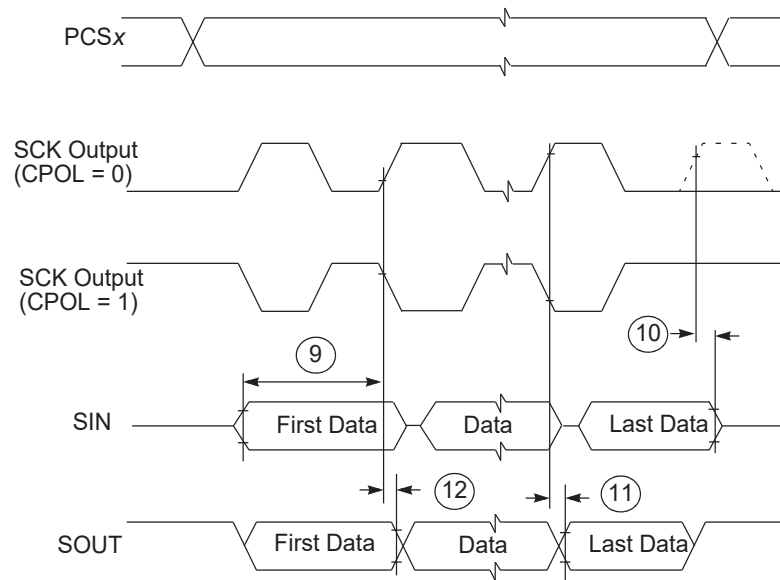 PCSx
SCK Output
(CPOL = 0)
SCK Output
(CPOL = 1)
10
9
SIN
First Data
Data
Last Data
12
11
SOUT
First Data
Data
Last Data